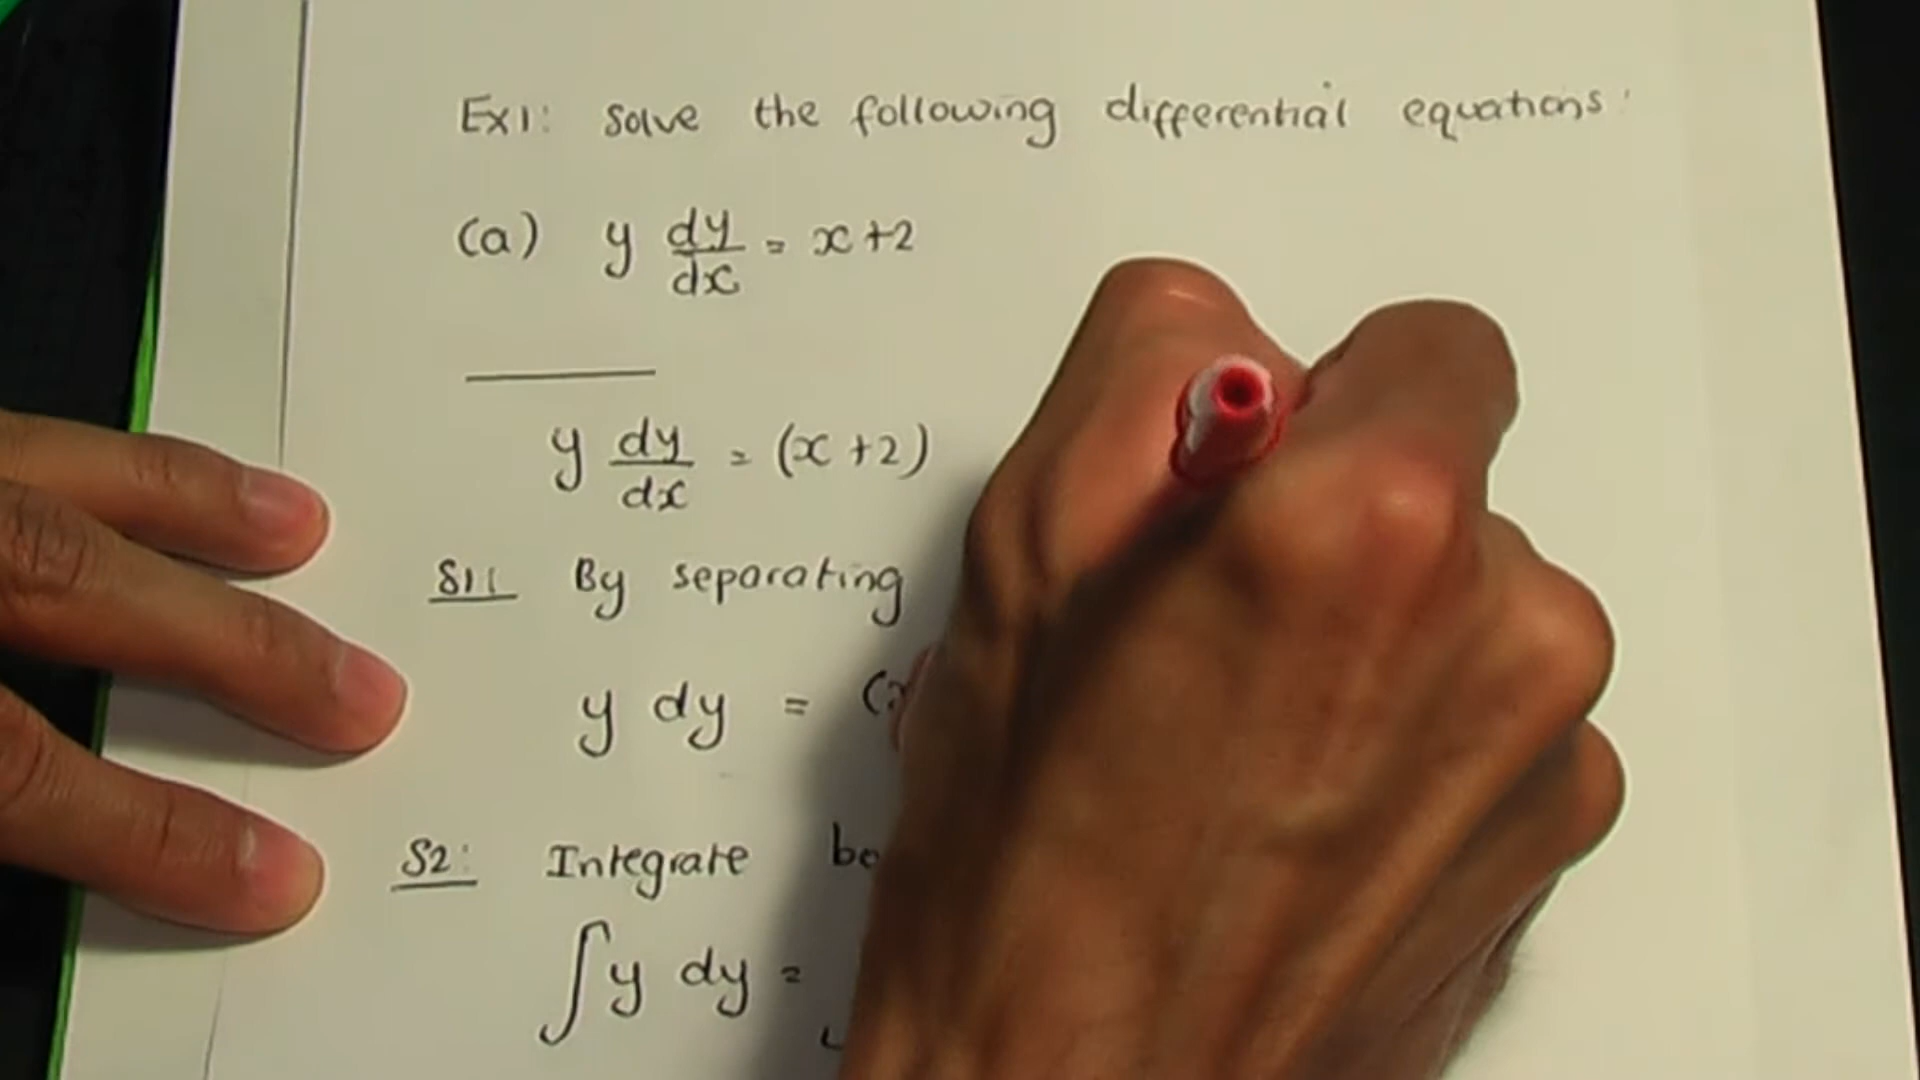 Ex1: Solve the following differential equations:
(a) y dy/dx = x+2
y dy/dx = (x+2)
S1: By separating
y dy = (
S2: Integrate
∫y dy =